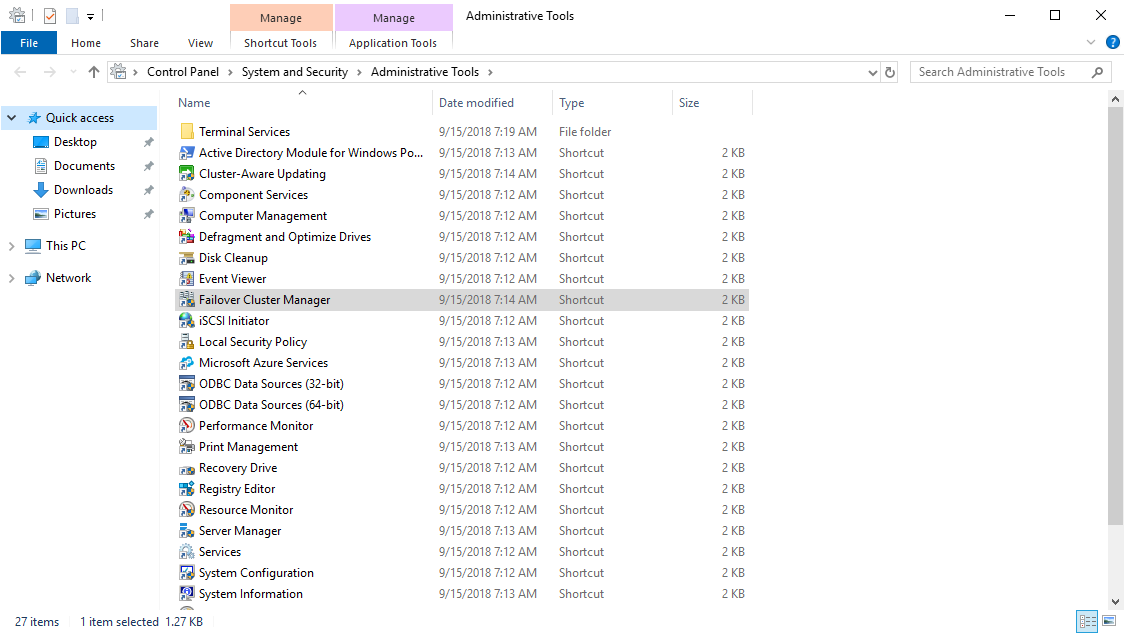 Manage Manage Administrative Tools
File Home Share View Shortcut Tools Application Tools
Control Panel System and Security Administrative Tools Search Administrative Tools
Name Date modified Type Size
Quick access
Desktop
Documents
Downloads
Pictures
This PC
Network
Terminal Services 9/15/2018 7:19 AM File folder
Active Directory Module for Windows Po... 9/15/2018 7:13 AM Shortcut 2 KB
Cluster-Aware Updating 9/15/2018 7:14 AM Shortcut 2 KB
Component Services 9/15/2018 7:12 AM Shortcut 2 KB
Computer Management 9/15/2018 7:12 AM Shortcut 2 KB
Defragment and Optimize Drives 9/15/2018 7:12 AM Shortcut 2 KB
Disk Cleanup 9/15/2018 7:12 AM Shortcut 2 KB
Event Viewer 9/15/2018 7:12 AM Shortcut 2 KB
Failover Cluster Manager 9/15/2018 7:14 AM Shortcut 2 KB
iSCSI Initiator 9/15/2018 7:12 AM Shortcut 2 KB
Local Security Policy 9/15/2018 7:13 AM Shortcut 2 KB
Microsoft Azure Services 9/15/2018 7:13 AM Shortcut 2 KB
ODBC Data Sources (32-bit) 9/15/2018 7:12 AM Shortcut 2 KB
ODBC Data Sources (64-bit) 9/15/2018 7:12 AM Shortcut 2 KB
Performance Monitor 9/15/2018 7:12 AM Shortcut 2 KB
Print Management 9/15/2018 7:13 AM Shortcut 2 KB
Recovery Drive 9/15/2018 7:12 AM Shortcut 2 KB
Registry Editor 9/15/2018 7:12 AM Shortcut 2 KB
Resource Monitor 9/15/2018 7:12 AM Shortcut 2 KB
Server Manager 9/15/2018 7:13 AM Shortcut 2 KB
Services 9/15/2018 7:12 AM Shortcut 2 KB
System Configuration 9/15/2018 7:12 AM Shortcut 2 KB
System Information 9/15/2018 7:13 AM Shortcut 2 KB
27 items 1 item selected 1.27 KB